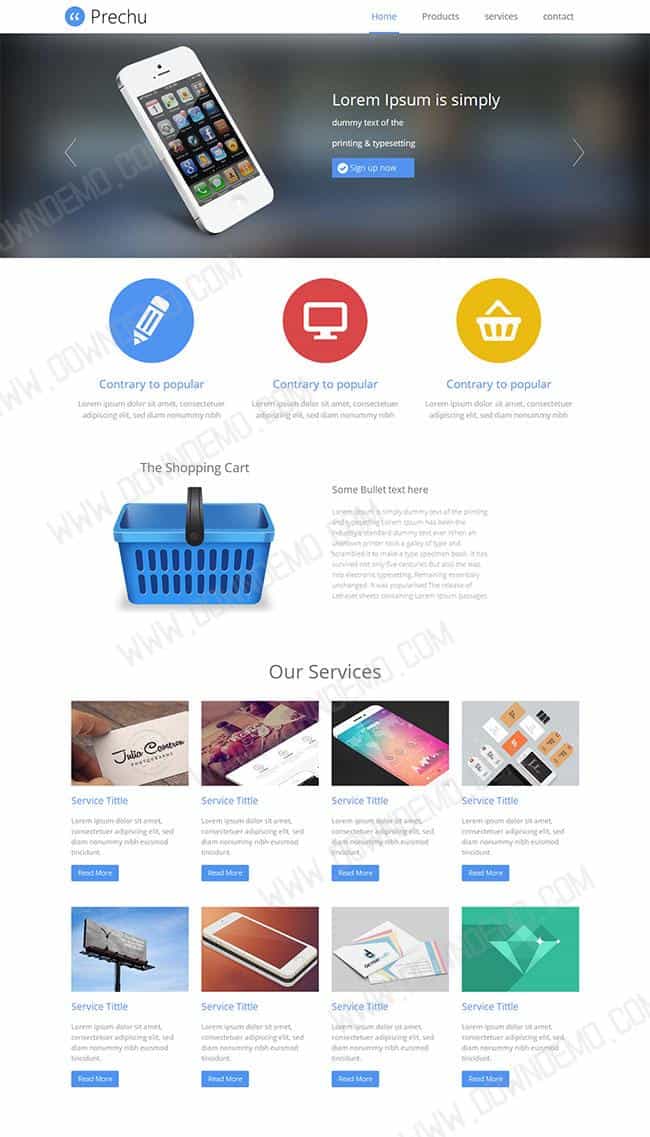 Prechu
Home Products services contact
Lorem Ipsum is simply
dummy text of the
printing & typesetting
Sign up now
Contrary to popular
Lorem ipsum dolor sit amet, consectetuer
adipiscing elit, sed diam nonummy nibh
Contrary to popular
Lorem ipsum dolor sit amet, consectetuer
adipiscing elit, sed diam nonummy nibh
Contrary to popular
Lorem ipsum dolor sit amet, consectetuer
adipiscing elit, sed diam nonummy nibh
The Shopping Cart
Some Bullet text here
Lorem Ipsum is simply dummy text of the printing
and typesetting industry. Lorem Ipsum has been the
industry's standard dummy text ever since when an
unknown printer took a galley of type and
scrambled it to make a type specimen book. It has
survived not only five centuries But also the leap
into electronic typesetting, Remaining essentially
unchanged. It was popularised with the release of
Letraset sheets containing Lorem Ipsum passages
Our Services
Julia Cameron
PHOTOGRAPHY
Service Tittle
Lorem ipsum dolor sit amet,
consectetuer adipiscing elit, sed
diam nonummy nibh euismod
tincidunt.
Read More
Service Tittle
Lorem ipsum dolor sit amet,
consectetuer adipiscing elit, sed
diam nonummy nibh euismod
tincidunt.
Read More
Service Tittle
Lorem ipsum dolor sit amet,
consectetuer adipiscing elit, sed
diam nonummy nibh euismod
tincidunt.
Read More
Service Tittle
Lorem ipsum dolor sit amet,
consectetuer adipiscing elit, sed
diam nonummy nibh euismod
tincidunt.
Read More
Service Tittle
Lorem ipsum dolor sit amet,
consectetuer adipiscing elit, sed
diam nonummy nibh euismod
tincidunt.
Read More
Service Tittle
Lorem ipsum dolor sit amet,
consectetuer adipiscing elit, sed
diam nonummy nibh euismod
tincidunt.
Read More
Service Tittle
Lorem ipsum dolor sit amet,
consectetuer adipiscing elit, sed
diam nonummy nibh euismod
tincidunt.
Read More
Service Tittle
Lorem ipsum dolor sit amet,
consectetuer adipiscing elit, sed
diam nonummy nibh euismod
tincidunt.
Read More
WWW.DOWNDEMO.COM
WWW.DOWNDEMO.COM
WWW.DOWNDEMO.COM
WWW.DOWNDEMO.COM